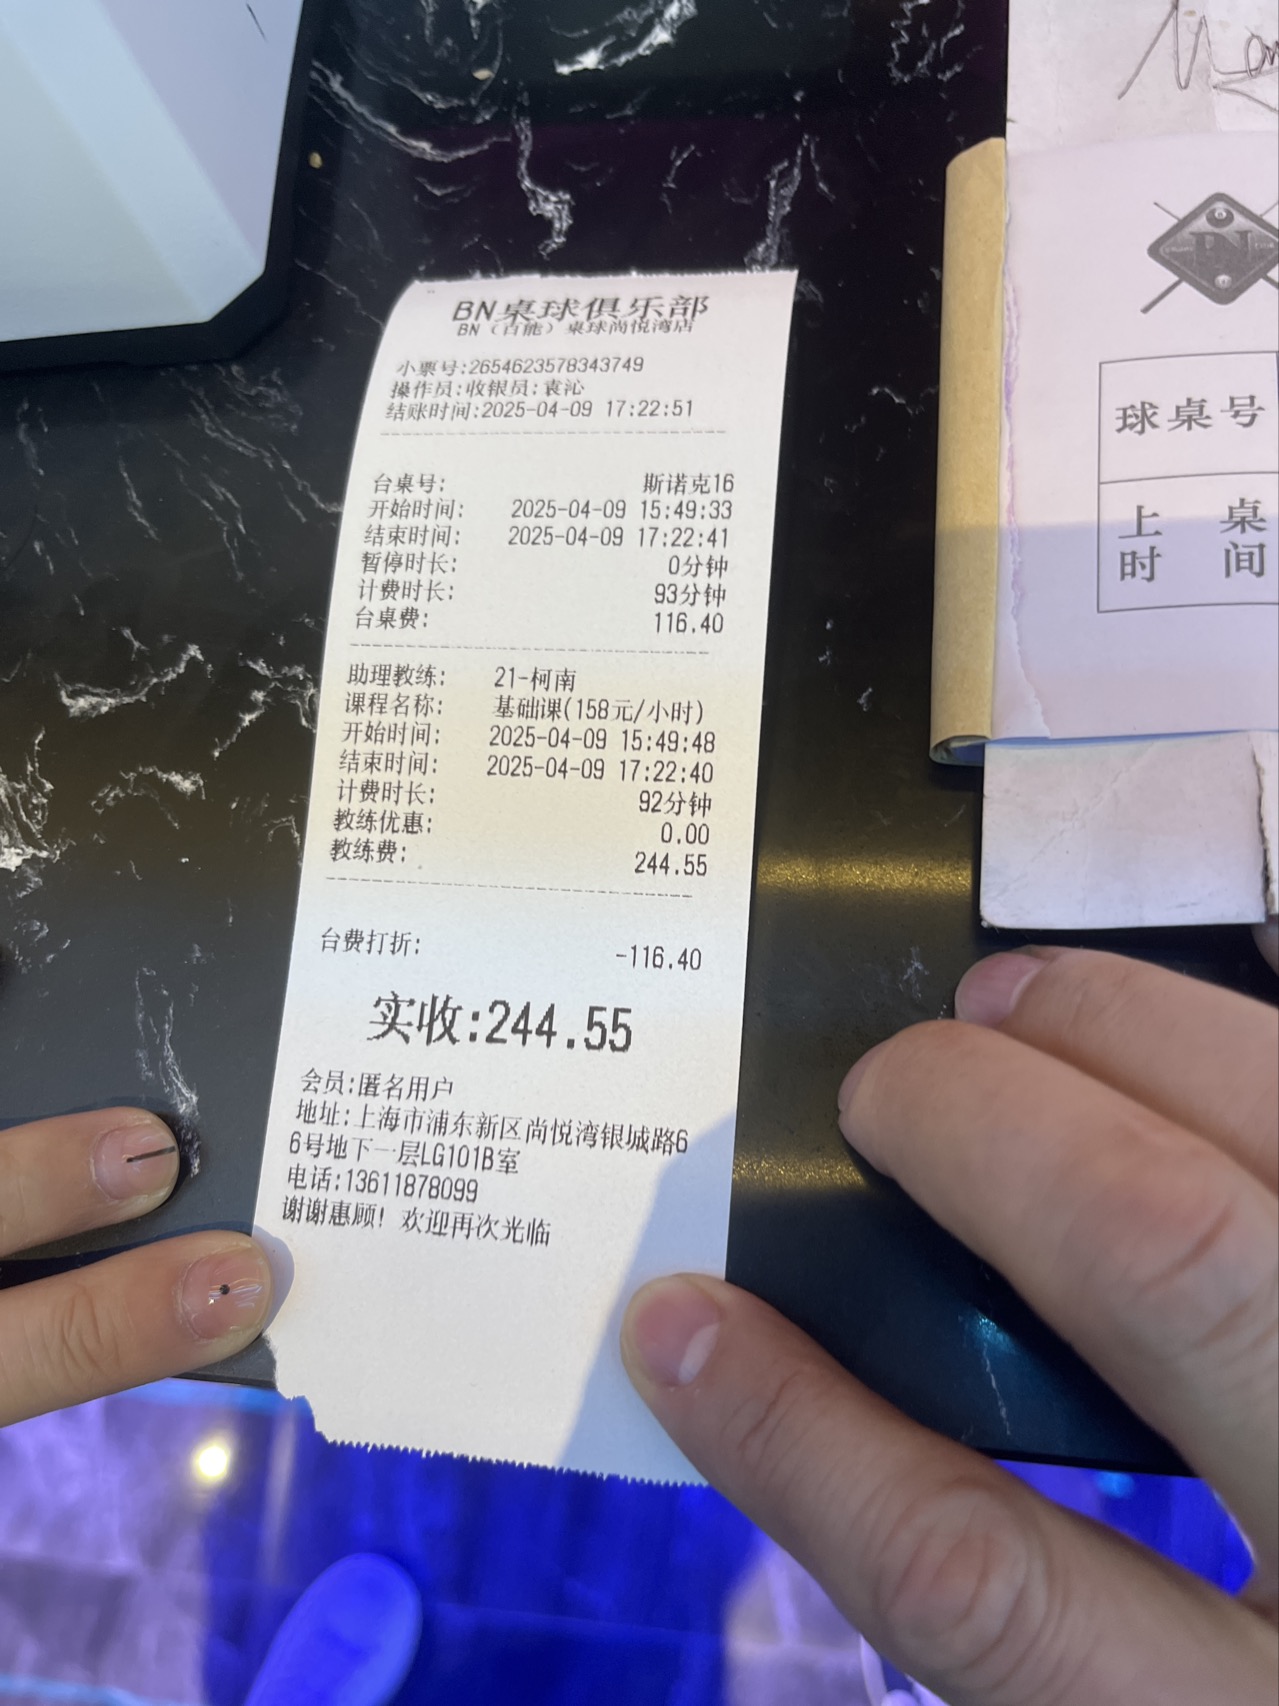 BN桌球俱乐部
BN（百能）桌球尚悦湾店
小票号:2654623578343749
操作员:收银员:袁沁
结账时间:2025-04-09 17:22:51
台桌号: 斯诺克16
开始时间: 2025-04-09 15:49:33
结束时间: 2025-04-09 17:22:41
暂停时长: 0分钟
计费时长: 93分钟
台桌费: 116.40
助理教练: 21-柯南
课程名称: 基础课(158元/小时)
开始时间: 2025-04-09 15:49:48
结束时间: 2025-04-09 17:22:40
计费时长: 92分钟
教练优惠: 0.00
教练费: 244.55
台费打折: -116.40
实收:244.55
会员:匿名用户
地址:上海市浦东新区尚悦湾银城路6
6号地下一层LG101B室
电话:13611878099
谢谢惠顾! 欢迎再次光临
BN
球桌号
上桌
时间